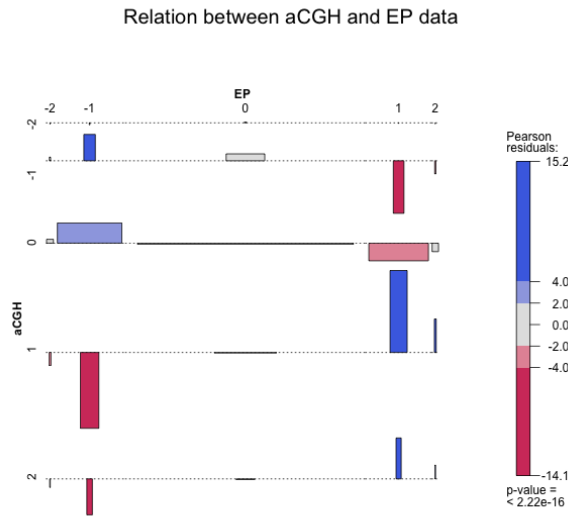 Relation between aCGH and EP data
EP
-2 -1 0 1 2
aCGH
-2
-1
0
1
2
Pearson
residuals:
15.2
4.0
2.0
0.0
-2.0
-4.0
-14.1
p-value =
< 2.22e-16